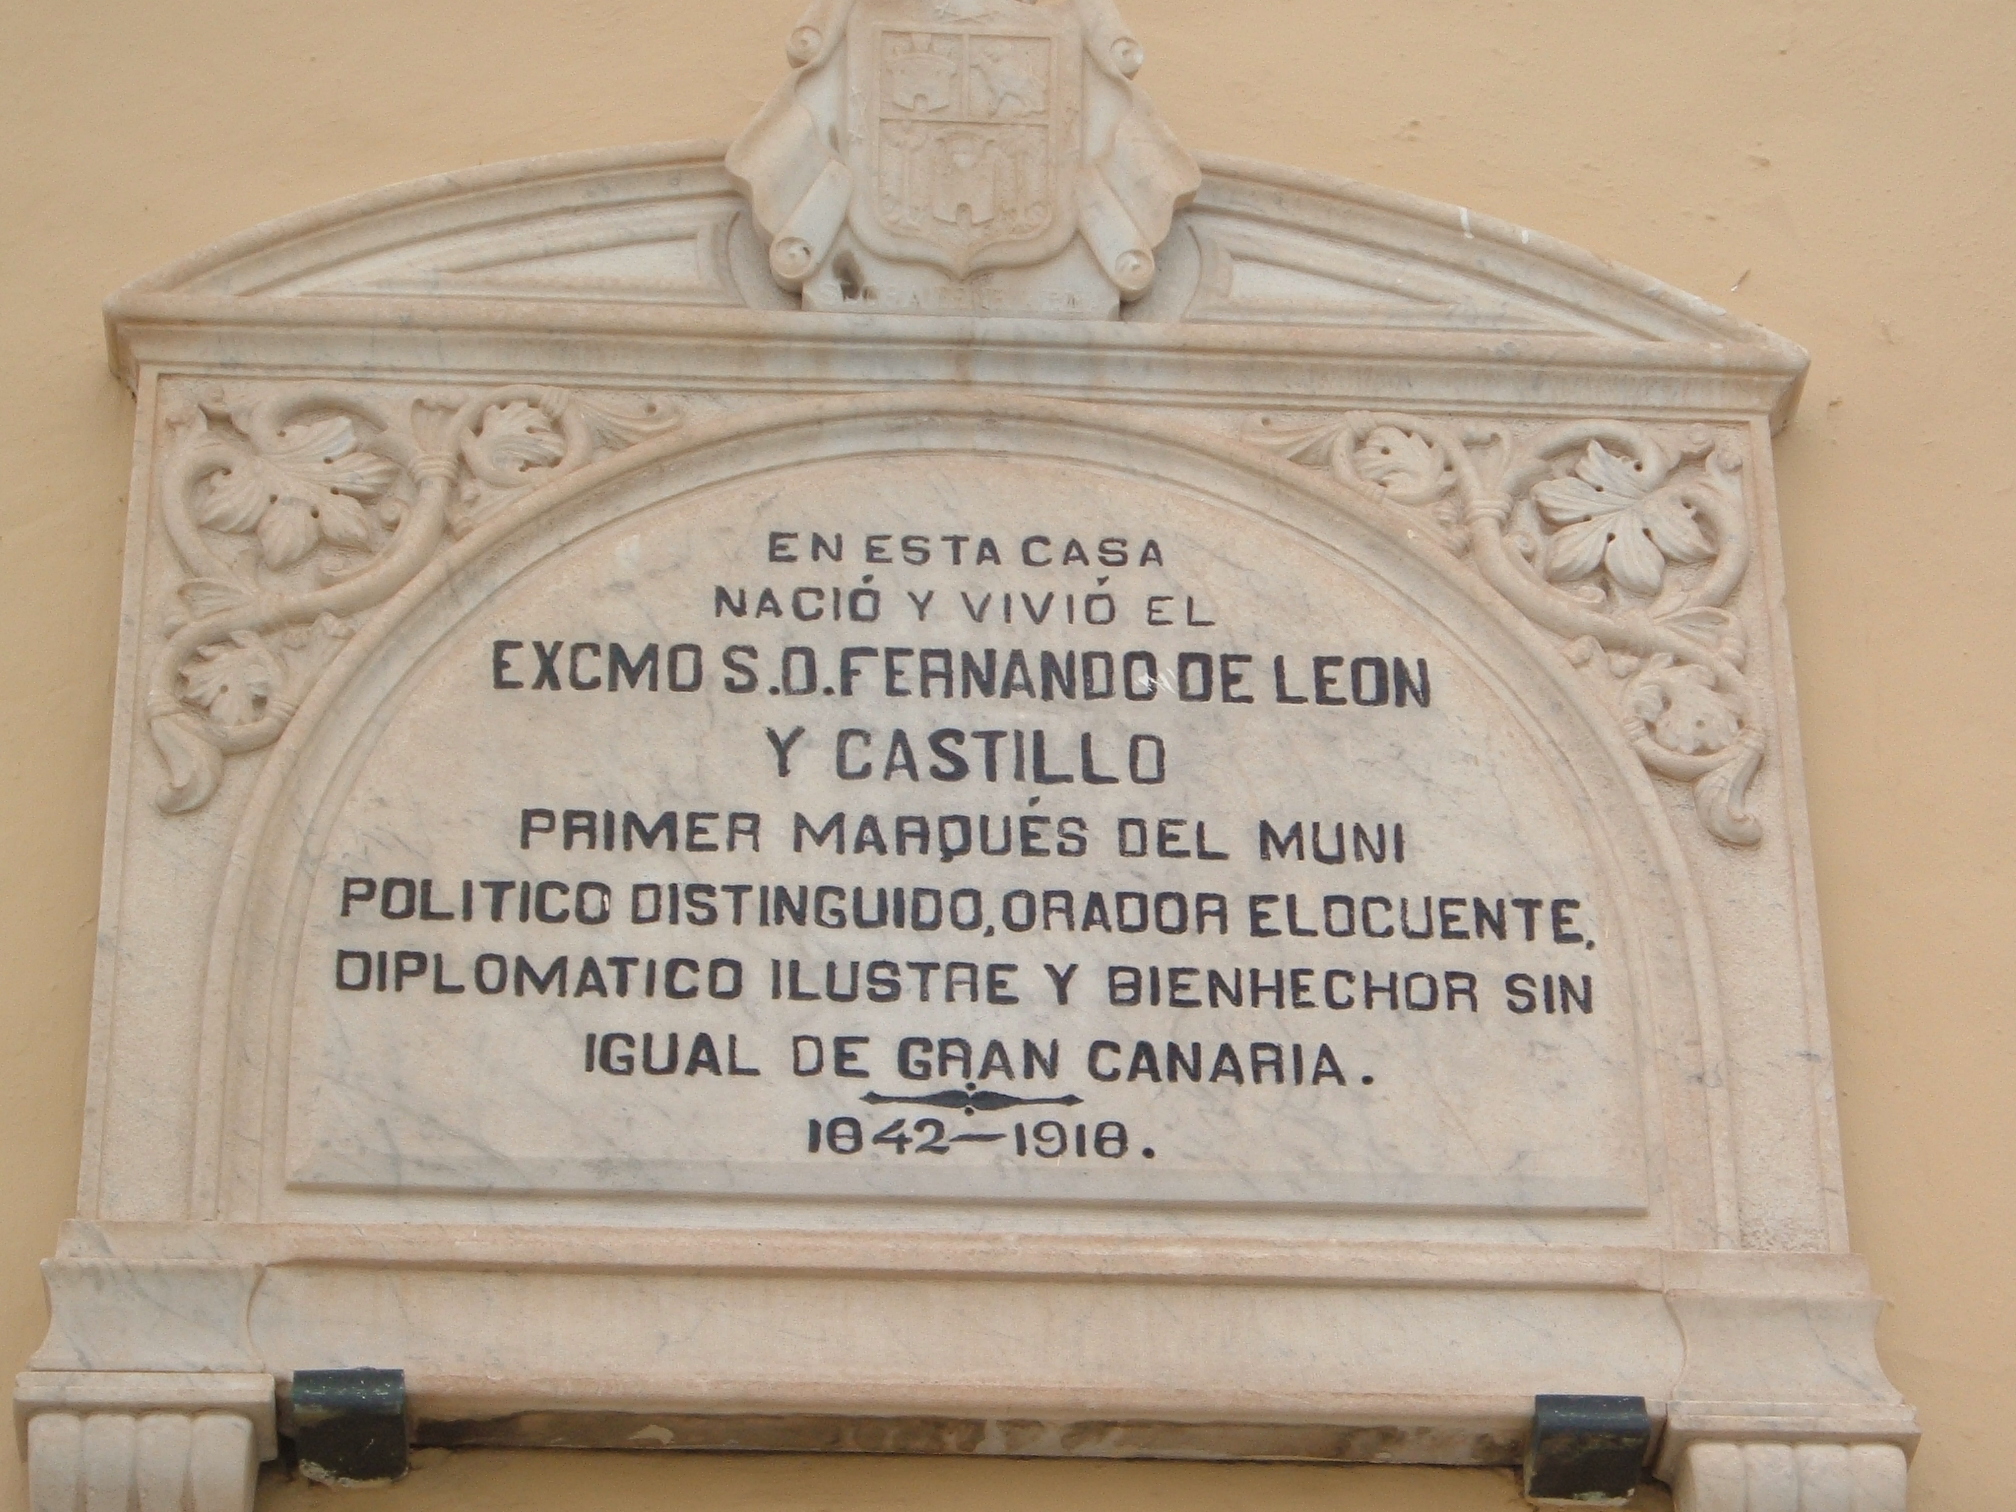 EN ESTA CASA
NACIÓ Y VIVIÓ EL
EXCMO S.D. FERNANDO DE LEON
Y CASTILLO
PRIMER MARQUÉS DEL MUNI
POLITICO DISTINGUIDO, ORADOR ELOCUENTE,
DIPLOMATICO ILUSTRE Y BIENHECHOR SIN
IGUAL DE GRAN CANARIA.
1842-1918.